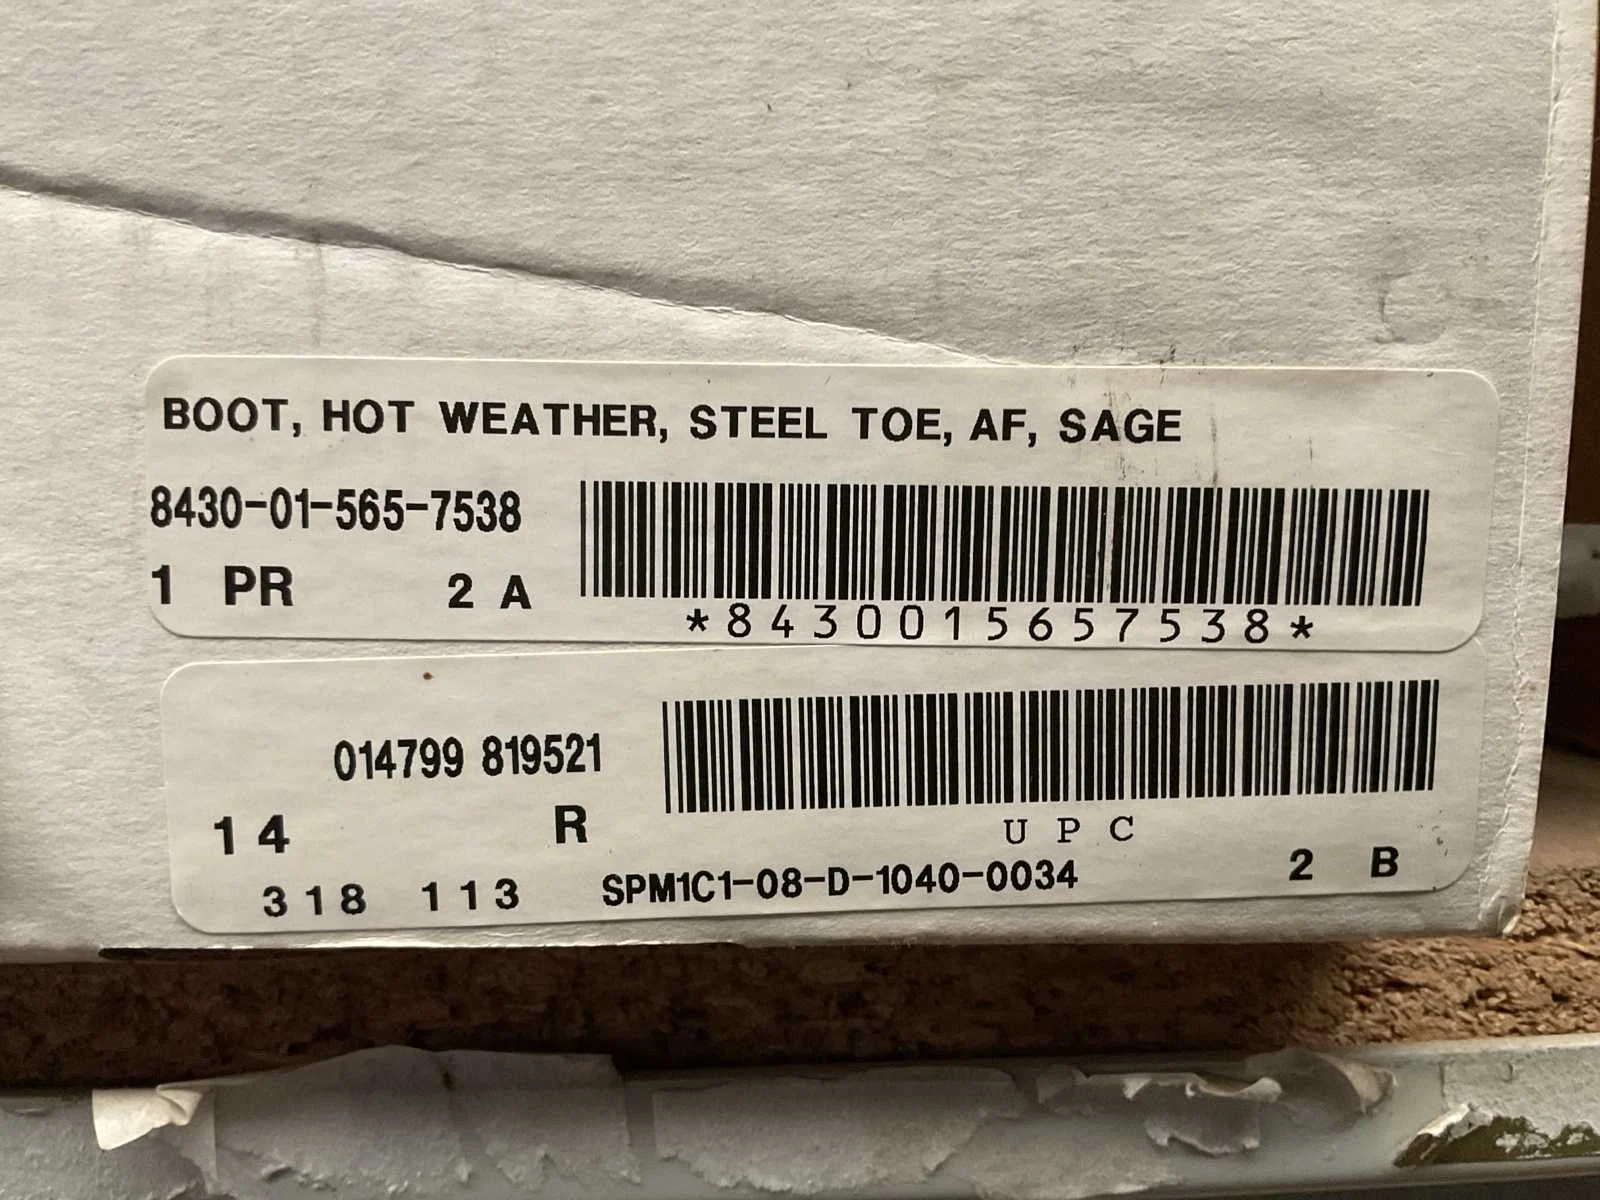 BOOT, HOT WEATHER, STEEL TOE, AF, SAGE
8430-01-565-7538
1 PR 2 A
*8430015657538*
014799 819521
14 R
UPC
318 113 SPM1C1-08-D-1040-0034 2 B